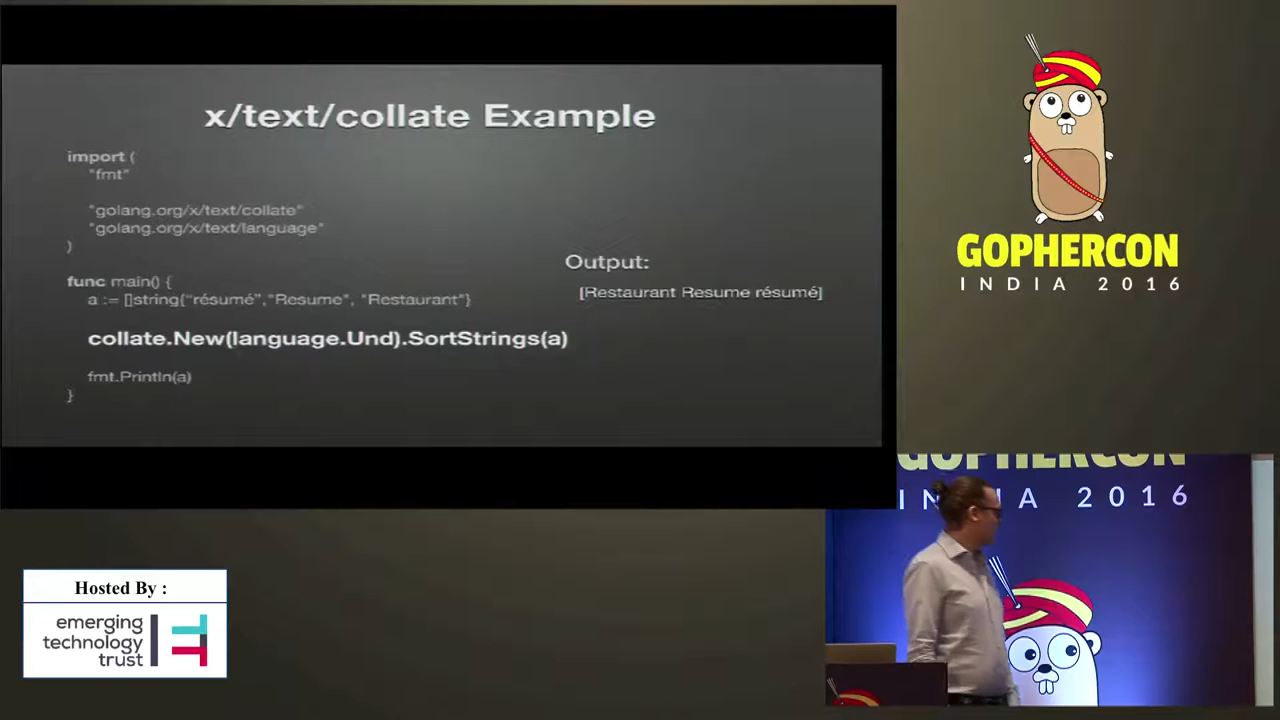 x/text/collate Example
import (
"fmt"
"golang.org/x/text/collate"
"golang.org/x/text/language"
)
func main() {
a := []string{“résumé”,"Resume", "Restaurant"}
collate.New(language.Und).SortStrings(a)
fmt.Println(a)
}
Output:
[Restaurant Resume résumé]
GOPHERCON
INDIA 2016
GOPHERCON
INDIA 2016
Hosted By :
emerging
technology
trust